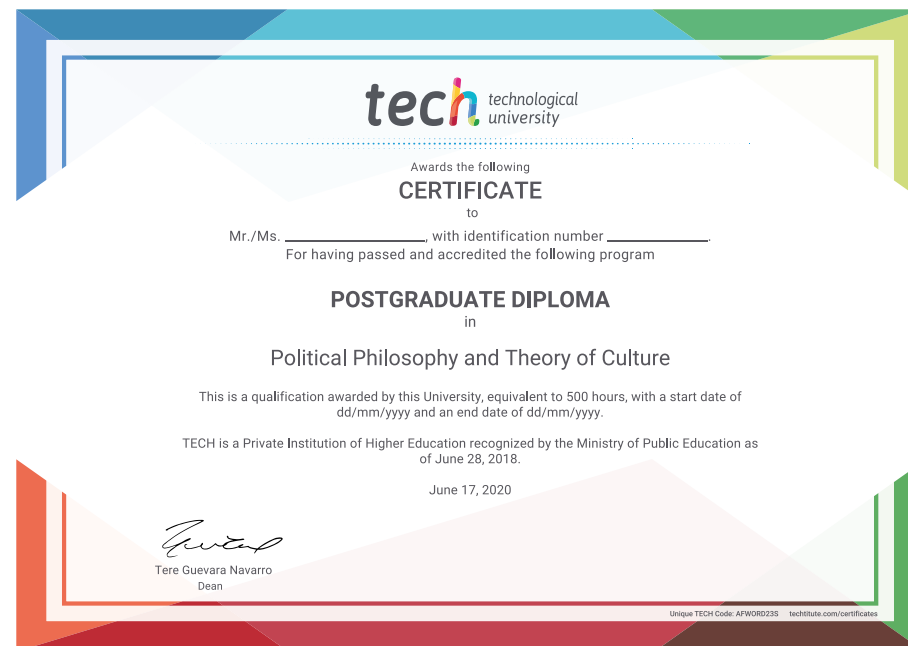 tech technological
university
Awards the following
CERTIFICATE
to
Mr./Ms. ____________________, with identification number ______________.
For having passed and accredited the following program
POSTGRADUATE DIPLOMA
in
Political Philosophy and Theory of Culture
This is a qualification awarded by this University, equivalent to 500 hours, with a start date of
dd/mm/yyyy and an end date of dd/mm/yyyy.
TECH is a Private Institution of Higher Education recognized by the Ministry of Public Education as
of June 28, 2018.
June 17, 2020
Tere Guevara Navarro
Dean
Unique TECH Code: AFWORD23S techtitute.com/certificates